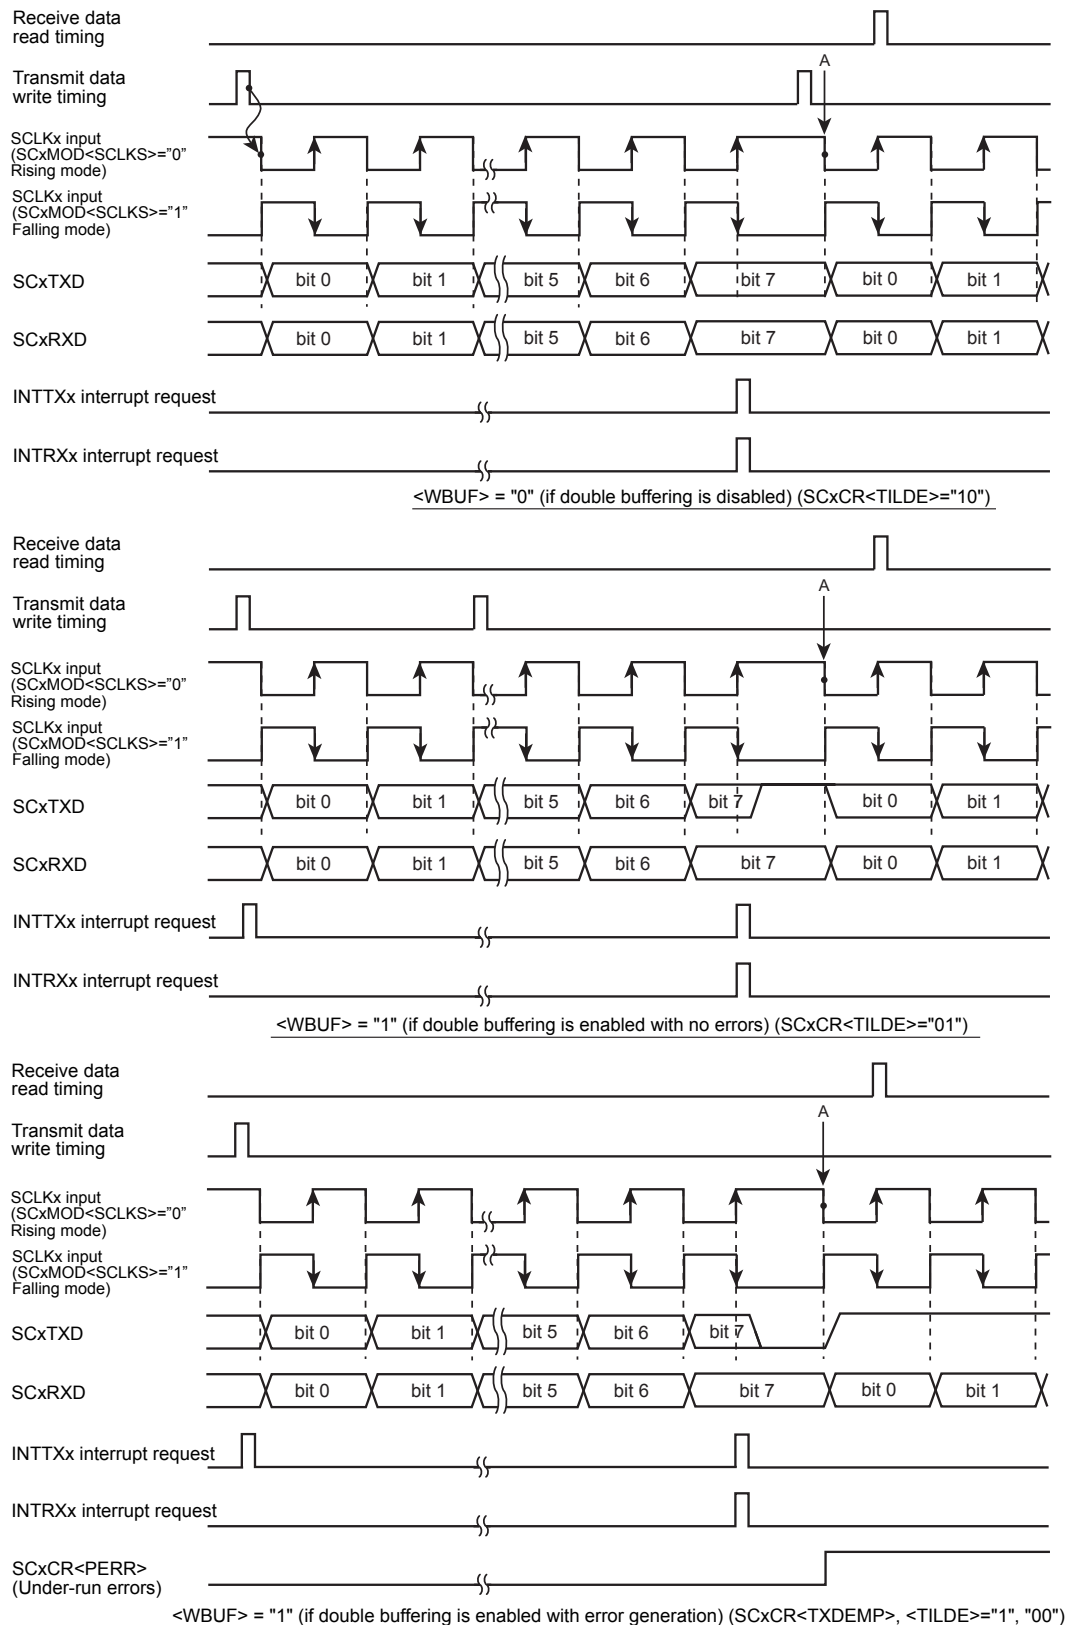 Receive data
read timing
A
Transmit data
write timing
SCLKx input
(SCxMOD<SCLKS>="0"
Rising mode)
SCLKx input
(SCxMOD<SCLKS>="1"
Falling mode)
SCxTXD bit 0 bit 1 bit 5 bit 6 bit 7 bit 0 bit 1
SCxRXD bit 0 bit 1 bit 5 bit 6 bit 7 bit 0 bit 1
INTTXx interrupt request
INTRXx interrupt request
<WBUF> = "0" (if double buffering is disabled) (SCxCR<TILDE>="10")
Receive data
read timing
A
Transmit data
write timing
SCLKx input
(SCxMOD<SCLKS>="0"
Rising mode)
SCLKx input
(SCxMOD<SCLKS>="1"
Falling mode)
SCxTXD bit 0 bit 1 bit 5 bit 6 bit 7 bit 0 bit 1
SCxRXD bit 0 bit 1 bit 5 bit 6 bit 7 bit 0 bit 1
INTTXx interrupt request
INTRXx interrupt request
<WBUF> = "1" (if double buffering is enabled with no errors) (SCxCR<TILDE>="01")
Receive data
read timing
A
Transmit data
write timing
SCLKx input
(SCxMOD<SCLKS>="0"
Rising mode)
SCLKx input
(SCxMOD<SCLKS>="1"
Falling mode)
SCxTXD bit 0 bit 1 bit 5 bit 6 bit 7
SCxRXD bit 0 bit 1 bit 5 bit 6 bit 7 bit 0 bit 1
INTTXx interrupt request
INTRXx interrupt request
SCxCR<PERR>
(Under-run errors)
<WBUF> = "1" (if double buffering is enabled with error generation) (SCxCR<TXDEMP>, <TILDE>="1", "00")